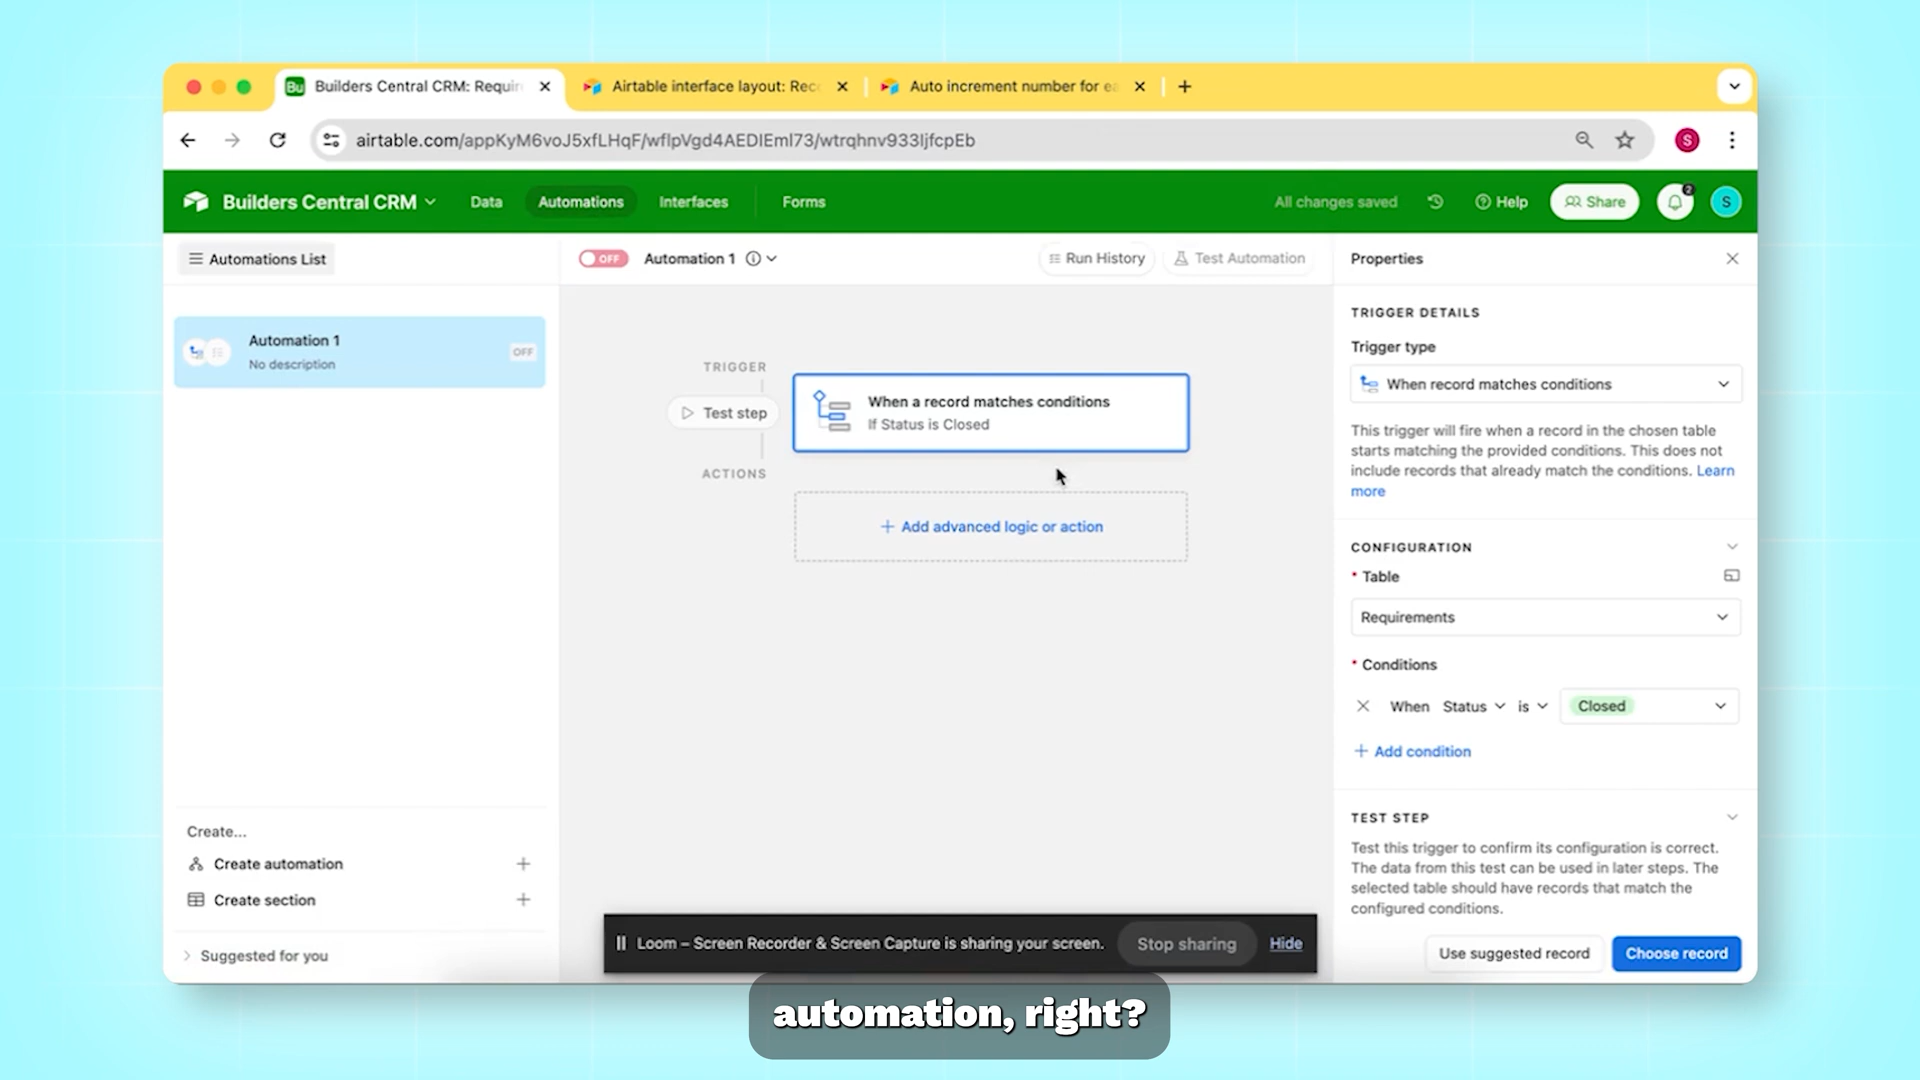 Bu Builders Central CRM: Requir
Airtable interface layout: Rec
Auto increment number for ea
airtable.com/appKyM6voJ5xfLHqF/wflpVgd4AEDIEml73/wtrqhnv933ljfcpEb
S
Builders Central CRM
Data
Automations
Interfaces
Forms
All changes saved
Help
Share
2
S
Automations List
OFF
Automation 1
Run History
Test Automation
Properties
Automation 1
No description
OFF
TRIGGER
Test step
When a record matches conditions
If Status is Closed
ACTIONS
+ Add advanced logic or action
TRIGGER DETAILS
Trigger type
When record matches conditions
This trigger will fire when a record in the chosen table
starts matching the provided conditions. This does not
include records that already match the conditions. Learn
more
CONFIGURATION
* Table
Requirements
* Conditions
When Status is Closed
+ Add condition
TEST STEP
Test this trigger to confirm its configuration is correct.
The data from this test can be used in later steps. The
selected table should have records that match the
configured conditions.
Use suggested record
Choose record
Create...
Create automation
Create section
Suggested for you
Loom – Screen Recorder & Screen Capture is sharing your screen.
Stop sharing
Hide
automation, right?